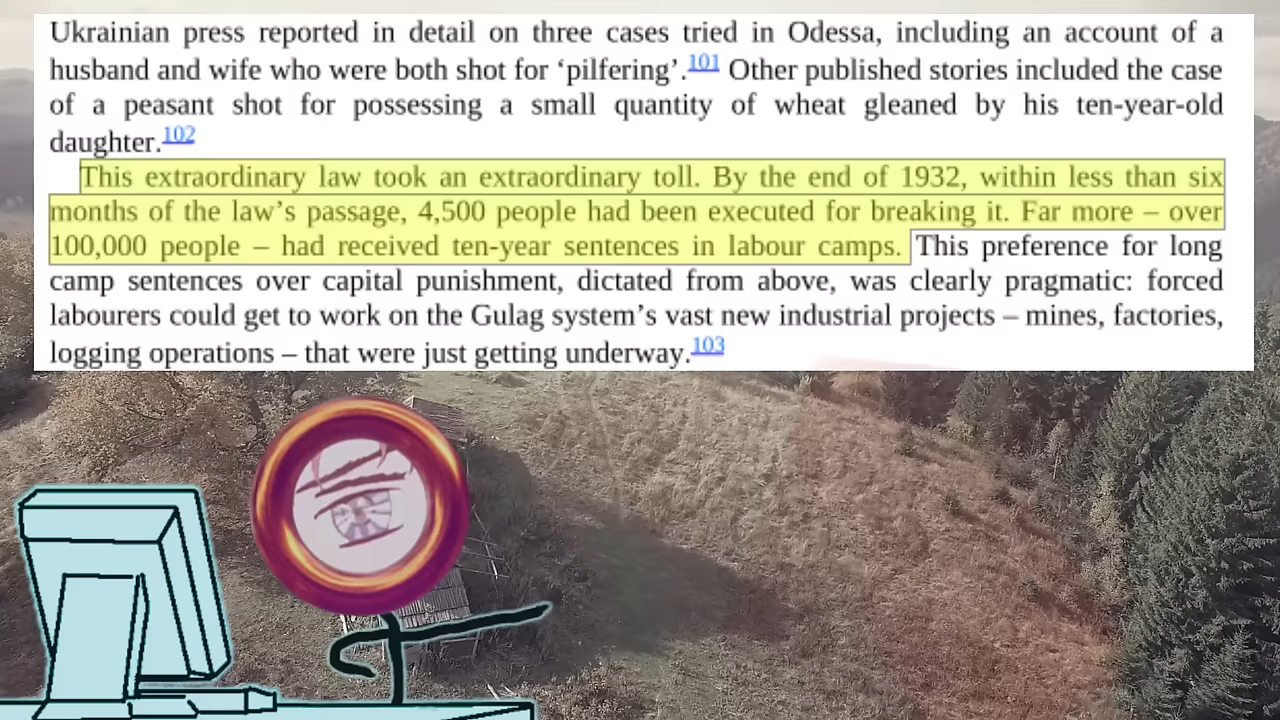 Ukrainian press reported in detail on three cases tried in Odessa, including an account of a
husband and wife who were both shot for ‘pilfering’.101 Other published stories included the case
of a peasant shot for possessing a small quantity of wheat gleaned by his ten-year-old
daughter.102
This extraordinary law took an extraordinary toll. By the end of 1932, within less than six
months of the law’s passage, 4,500 people had been executed for breaking it. Far more – over
100,000 people – had received ten-year sentences in labour camps. This preference for long
camp sentences over capital punishment, dictated from above, was clearly pragmatic: forced
labourers could get to work on the Gulag system’s vast new industrial projects – mines, factories,
logging operations – that were just getting underway.103